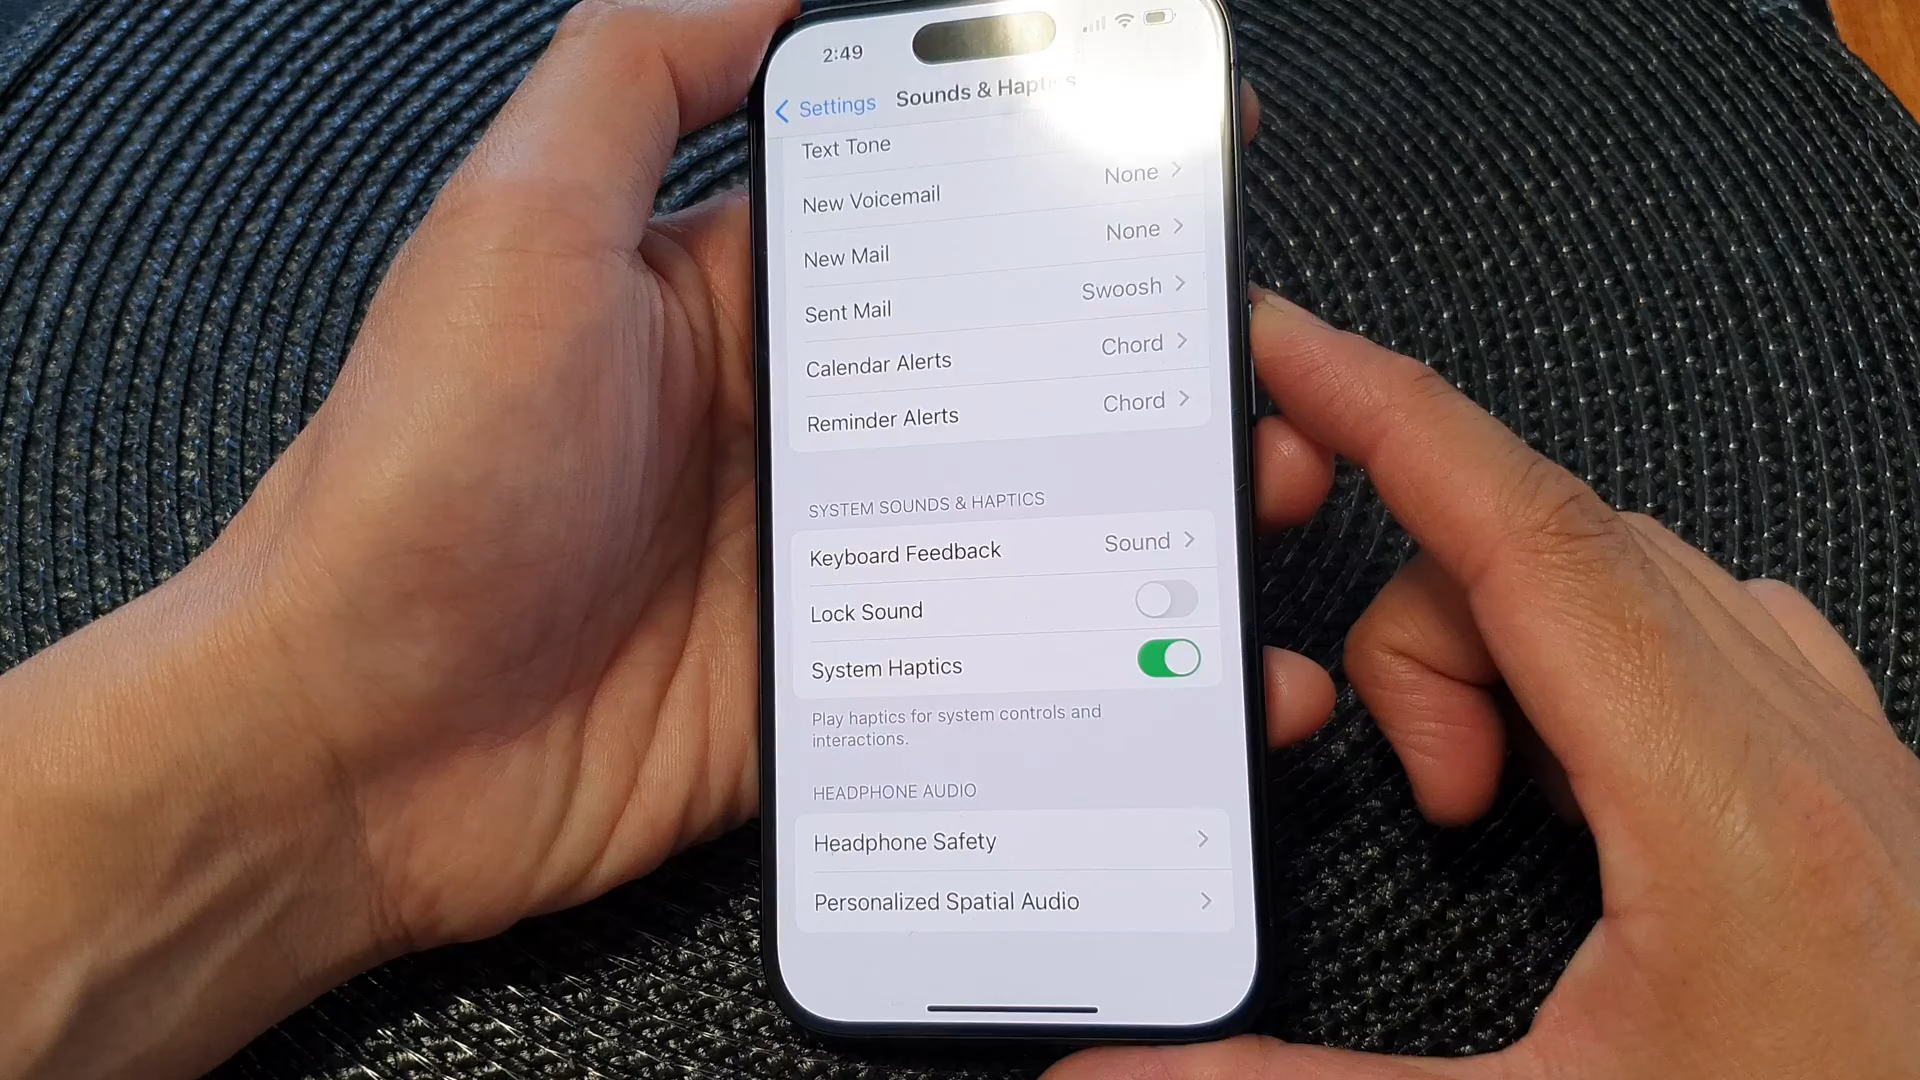 2:49
Settings
Sounds & Haptics
Text Tone
New Voicemail None
New Mail None
Sent Mail Swoosh
Calendar Alerts Chord
Reminder Alerts Chord
SYSTEM SOUNDS & HAPTICS
Keyboard Feedback Sound
Lock Sound
System Haptics
Play haptics for system controls and
interactions.
HEADPHONE AUDIO
Headphone Safety
Personalized Spatial Audio